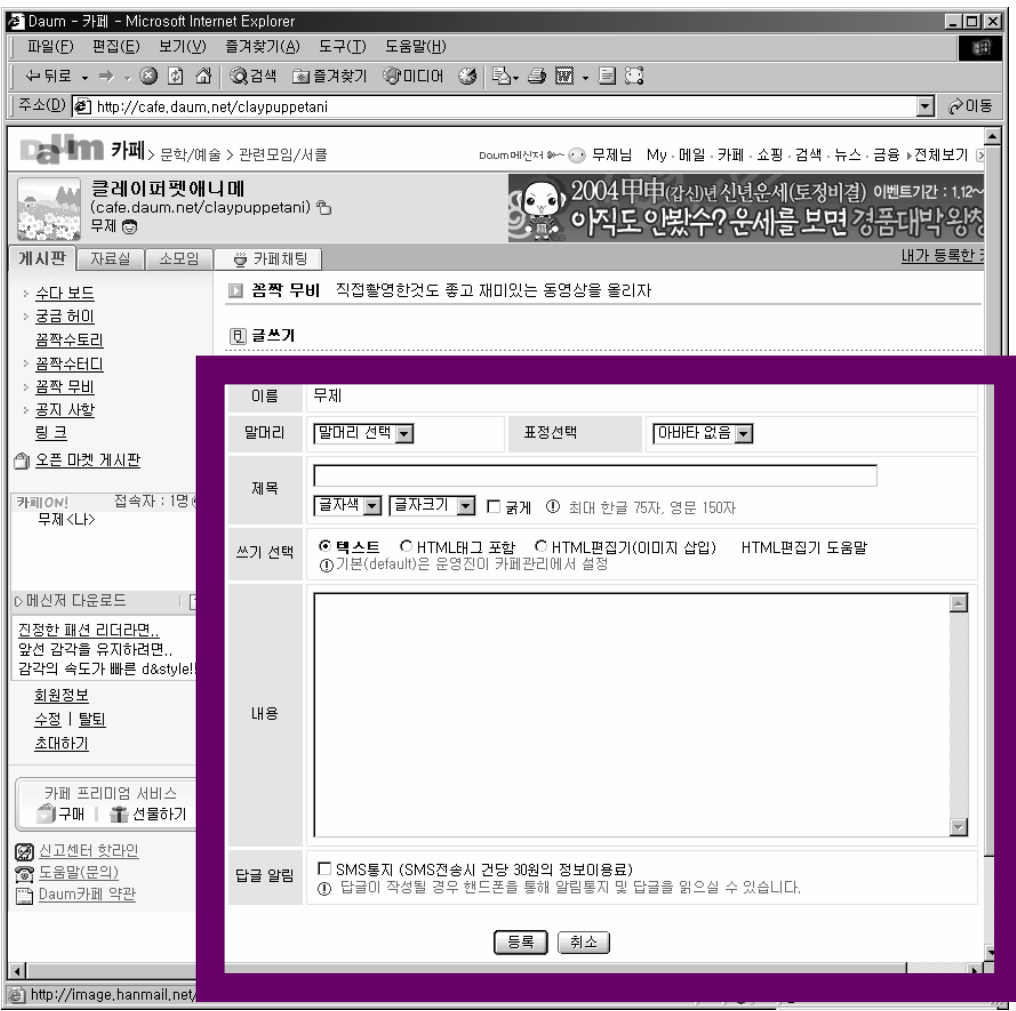 Daum - 카페 - Microsoft Internet Explorer
파일(F) 편집(E) 보기(V) 즐겨찾기(A) 도구(T) 도움말(H)
뒤로 검색 즐겨찾기 미디어
주소(D) http://cafe.daum.net/claypuppetani 이동
Daum 카페 > 문학/예술 > 관련모임/서클 Daum메신저 무제님 My · 메일 · 카페 · 쇼핑 · 검색 · 뉴스 · 금융 전체보기
클레이퍼펫애니메
(cafe.daum.net/claypuppetani)
무제
2004 甲申(갑신)년 신년운세(토정비결) 이벤트기간 : 1.12~
아직도 안봤수? 운세를 보면 경품대박 왕창
게시판 자료실 소모임 카페채팅 내가 등록한
수다 보드
궁금 허이
꼼짝수토리
꼼짝수터디
꼼짝 무비
공지 사항
링 크
오픈 마켓 게시판
카페ON! 접속자 : 1명
무제<나>
메신저 다운로드
진정한 패션 리더라면..
앞선 감각을 유지하려면..
감각의 속도가 빠른 d&style!!
회원정보
수정 | 탈퇴
초대하기
카페 프리미엄 서비스
구매 | 선물하기
신고센터 핫라인
도움말(문의)
Daum카페 약관
꼼짝 무비 직접촬영한것도 좋고 재미있는 동영상을 올리자
글쓰기
이름 무제
말머리 말머리 선택 표정선택 아바타 없음
제목
글자색 글자크기 굵게 최대 한글 75자, 영문 150자
쓰기 선택 텍스트 HTML태그 포함 HTML편집기(이미지 삽입) HTML편집기 도움말
기본(default)은 운영진이 카페관리에서 설정
내용
답글 알림 SMS통지 (SMS전송시 건당 30원의 정보이용료)
답글이 작성될 경우 핸드폰을 통해 알림통지 및 답글을 읽으실 수 있습니다.
등록 취소
http://image.hanmail.net/